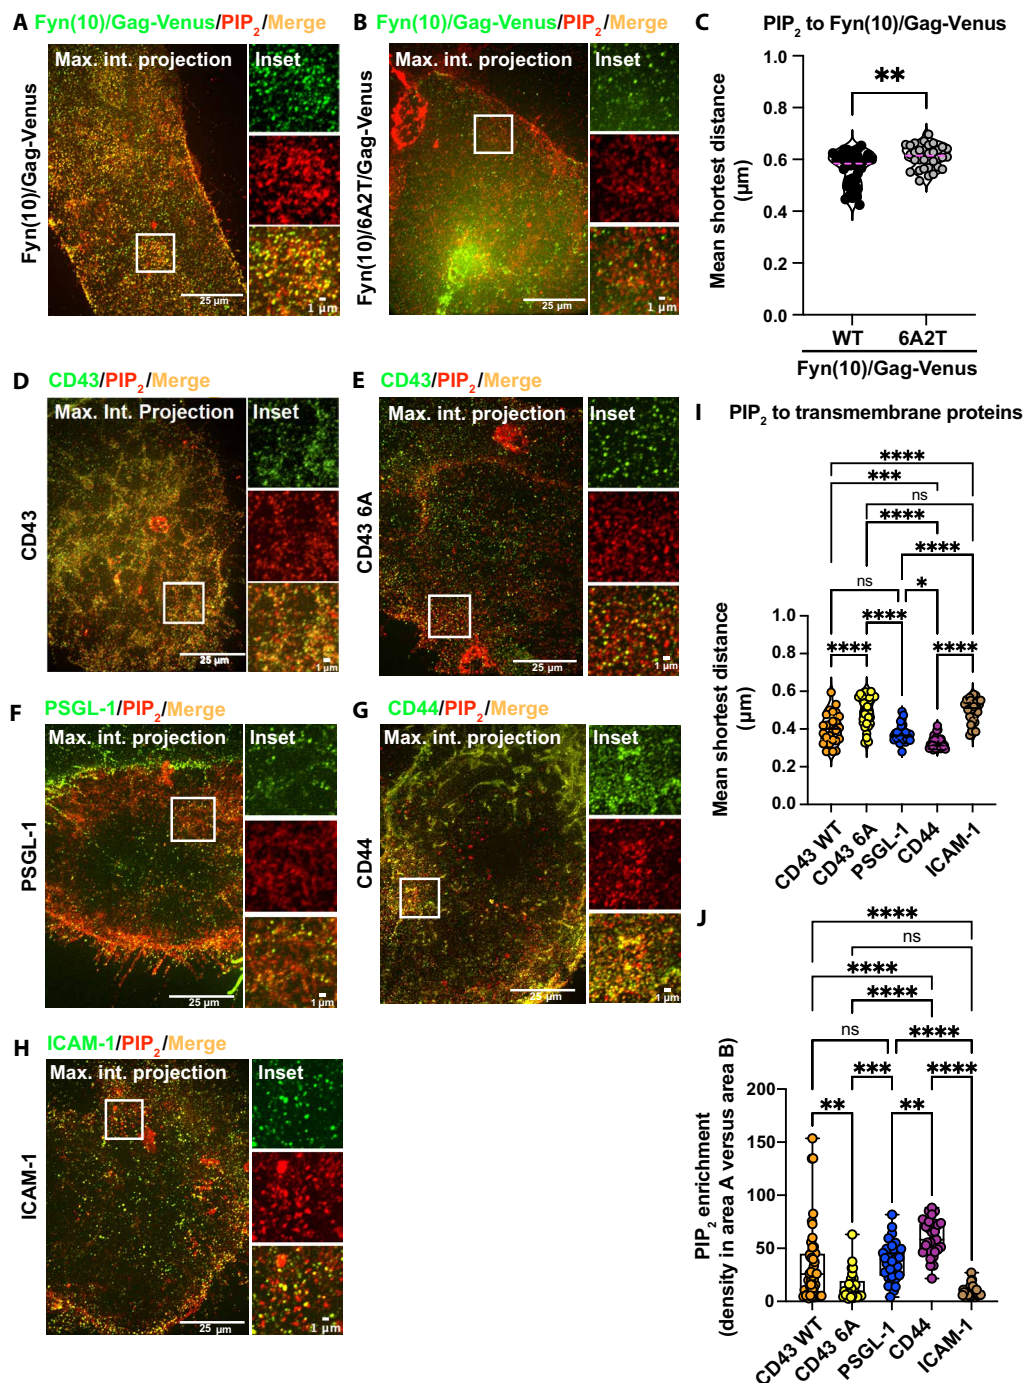 A Fyn(10)/Gag-Venus/PIP2/Merge
Fyn(10)/Gag-Venus
Max. int. projection
Inset
25 µm
1 µm
B Fyn(10)/Gag-Venus/PIP2/Merge
Fyn(10)/6A2T/Gag-Venus
Max. int. projection
Inset
25 µm
1 µm
C PIP2 to Fyn(10)/Gag-Venus
Mean shortest distance
(µm)
1.0
0.8
0.6
0.4
0.2
0.0
**
WT 6A2T
Fyn(10)/Gag-Venus
D CD43/PIP2/Merge
CD43
Max. Int. Projection
Inset
25 µm
1 µm
E CD43/PIP2/Merge
CD43 6A
Max. int. projection
Inset
25 µm
1 µm
F PSGL-1/PIP2/Merge
PSGL-1
Max. int. projection
Inset
25 µm
1 µm
G CD44/PIP2/Merge
CD44
Max. int. projection
Inset
25 µm
1 µm
H ICAM-1/PIP2/Merge
ICAM-1
Max. int. projection
Inset
25 µm
1 µm
I PIP2 to transmembrane proteins
****
***
ns
****
****
ns *
****
**** ****
Mean shortest distance
(µm)
1.0
0.8
0.6
0.4
0.2
0.0
CD43 WT
CD43 6A
PSGL-1
CD44
ICAM-1
J
****
ns
****
****
ns ****
*** ****
** **
PIP2 enrichment
(density in area A versus area B)
200
150
100
50
0
CD43 WT
CD43 6A
PSGL-1
CD44
ICAM-1